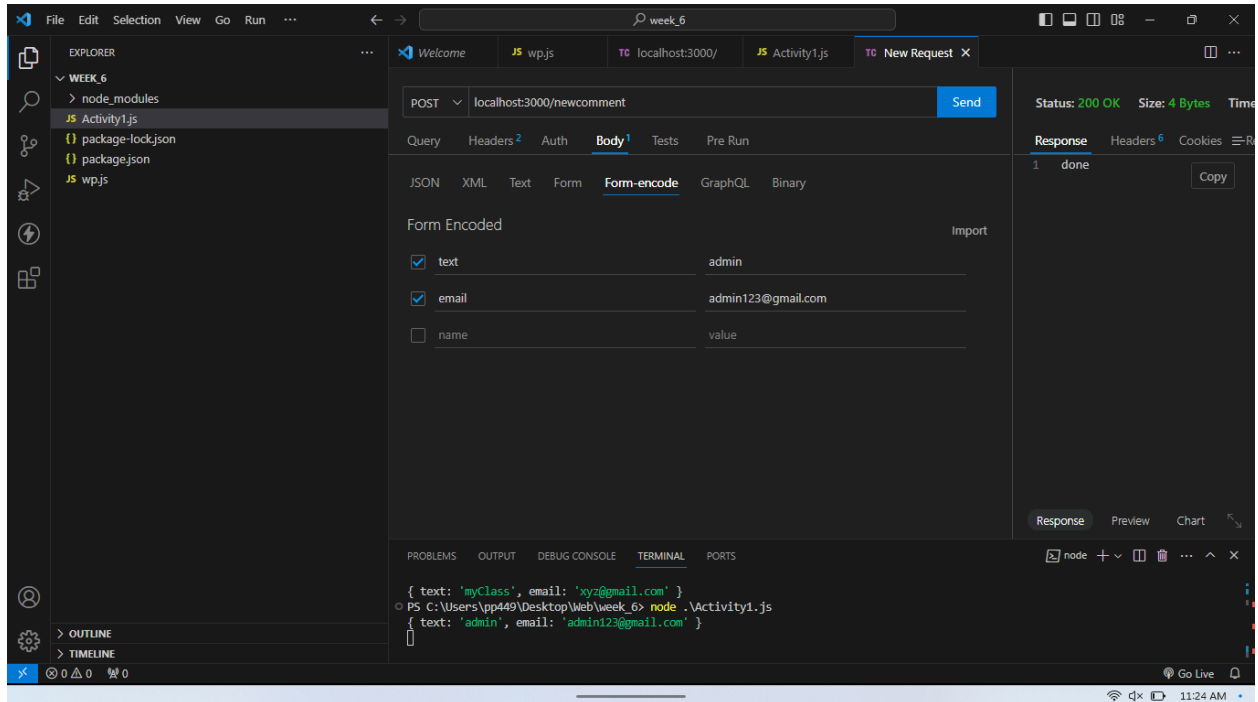 File Edit Selection View Go Run ··· ← → week_6
EXPLORER ···
WEEK_6
> node_modules
JS Activity1.js
{} package-lock.json
{} package.json
JS wp.js
> OUTLINE
> TIMELINE
Welcome JS wp.js TC localhost:3000/ JS Activity1.js TC New Request ×
POST localhost:3000/newcomment Send
Query Headers 2 Auth Body 1 Tests Pre Run
JSON XML Text Form Form-encode GraphQL Binary
Form Encoded Import
text admin
email admin123@gmail.com
name value
Status: 200 OK Size: 4 Bytes Time
Response Headers 6 Cookies Re
1 done
Copy
Response Preview Chart
PROBLEMS OUTPUT DEBUG CONSOLE TERMINAL PORTS node
{ text: 'myClass', email: 'xyz@gmail.com' }
PS C:\Users\pp449\Desktop\Web\week_6> node .\Activity1.js
{ text: 'admin', email: 'admin123@gmail.com' }
0 0 0 Go Live
11:24 AM